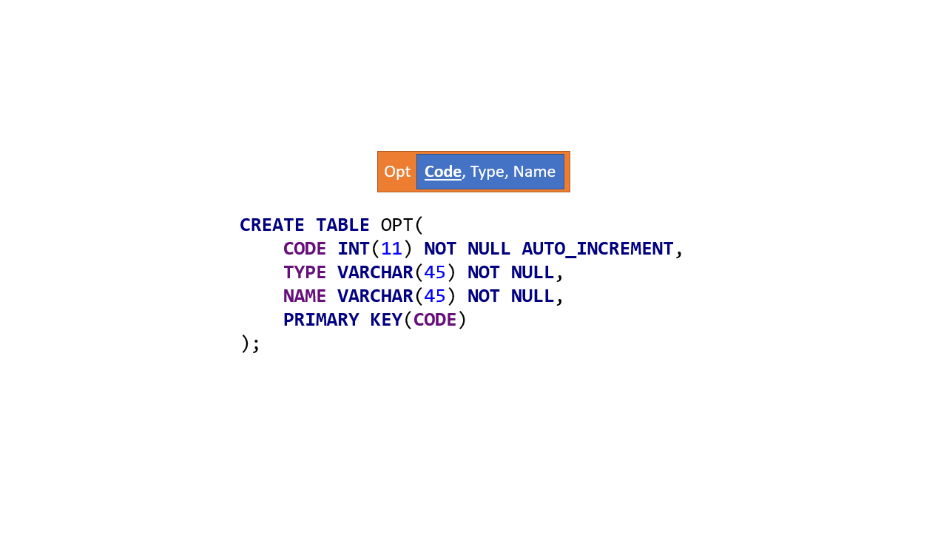 Opt Code, Type, Name
CREATE TABLE OPT(
CODE INT(11) NOT NULL AUTO_INCREMENT,
TYPE VARCHAR(45) NOT NULL,
NAME VARCHAR(45) NOT NULL,
PRIMARY KEY(CODE)
);